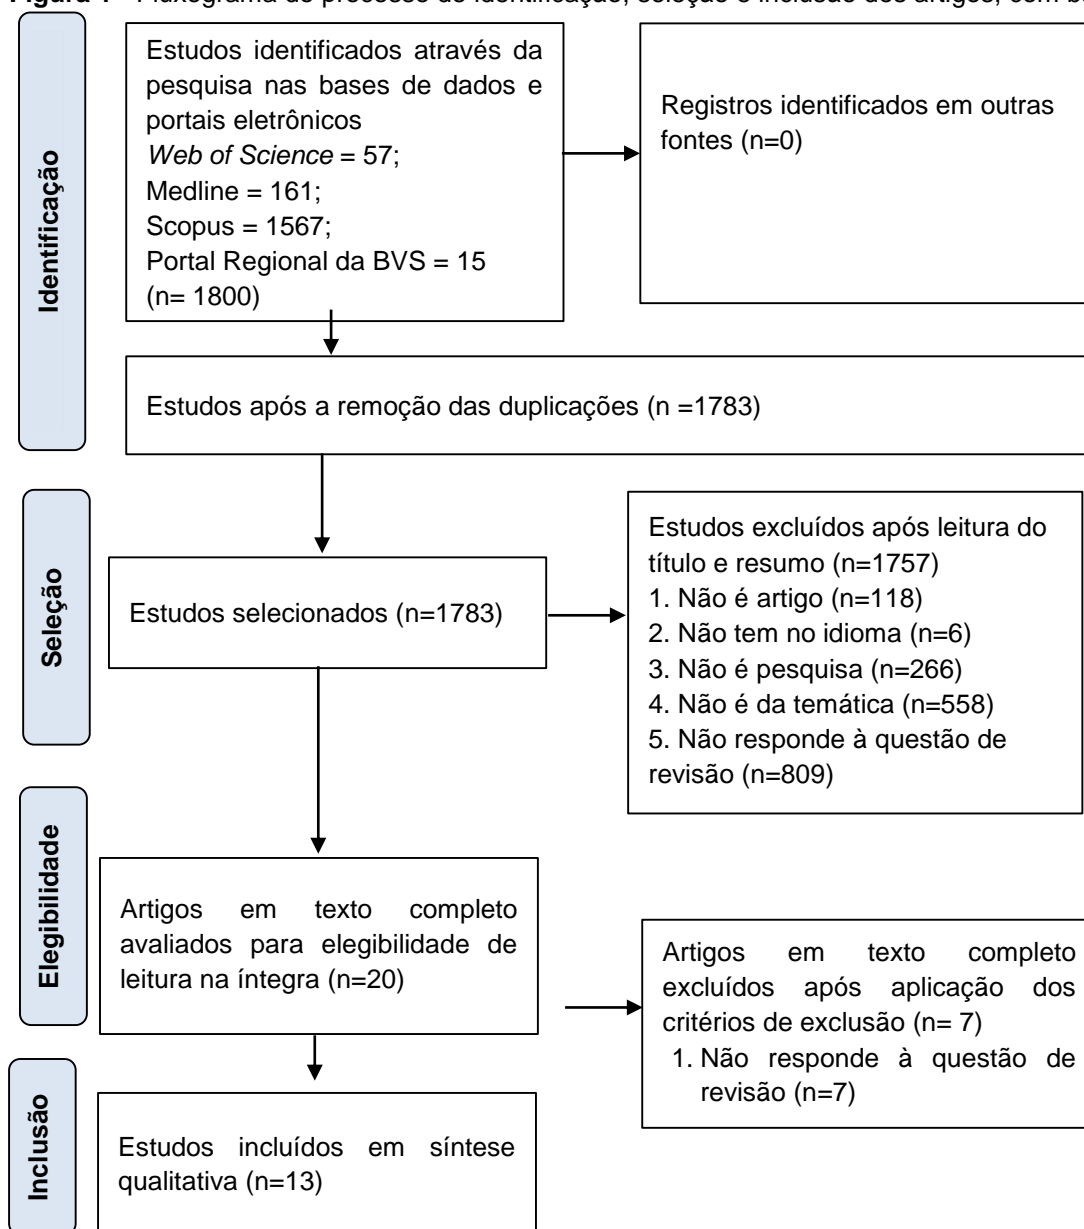 Identificação
Estudos identificados através da
pesquisa nas bases de dados e
portais eletrônicos
Web of Science = 57;
Medline = 161;
Scopus = 1567;
Portal Regional da BVS = 15
(n= 1800)
Registros identificados em outras
fontes (n=0)
Estudos após a remoção das duplicações (n =1783)
Seleção
Estudos selecionados (n=1783)
Estudos excluídos após leitura do
título e resumo (n=1757)
1. Não é artigo (n=118)
2. Não tem no idioma (n=6)
3. Não é pesquisa (n=266)
4. Não é da temática (n=558)
5. Não responde à questão de
revisão (n=809)
Elegibilidade
Artigos em texto completo
avaliados para elegibilidade de
leitura na íntegra (n=20)
Artigos em texto completo
excluídos após aplicação dos
critérios de exclusão (n= 7)
1. Não responde à questão de
revisão (n=7)
Inclusão
Estudos incluídos em síntese
qualitativa (n=13)